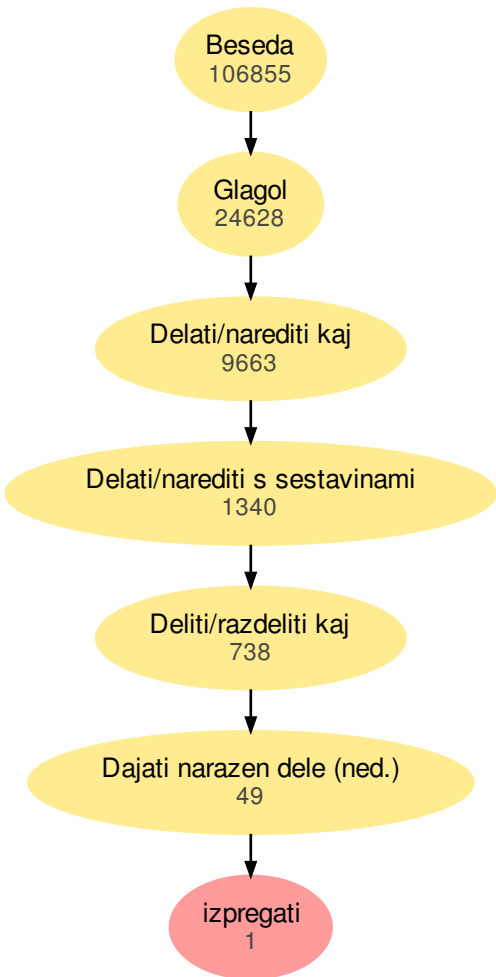 Beseda
106855
Glagol
24628
Delati/narediti kaj
9663
Delati/narediti s sestavinami
1340
Deliti/razdeliti kaj
738
Dajati narazen dele (ned.)
49
izpregati
1